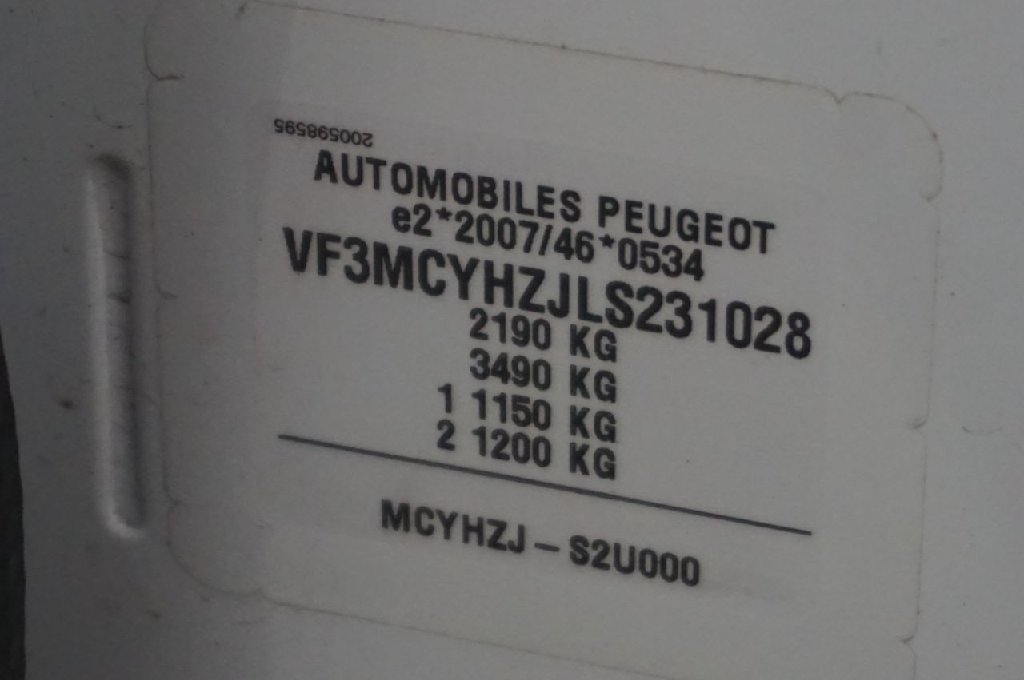 200598595
AUTOMOBILES PEUGEOT
e2*2007/46*0534
VF3MCYHZJLS231028
2190 KG
3490 KG
1 1150 KG
2 1200 KG
MCYHZJ – S2U000